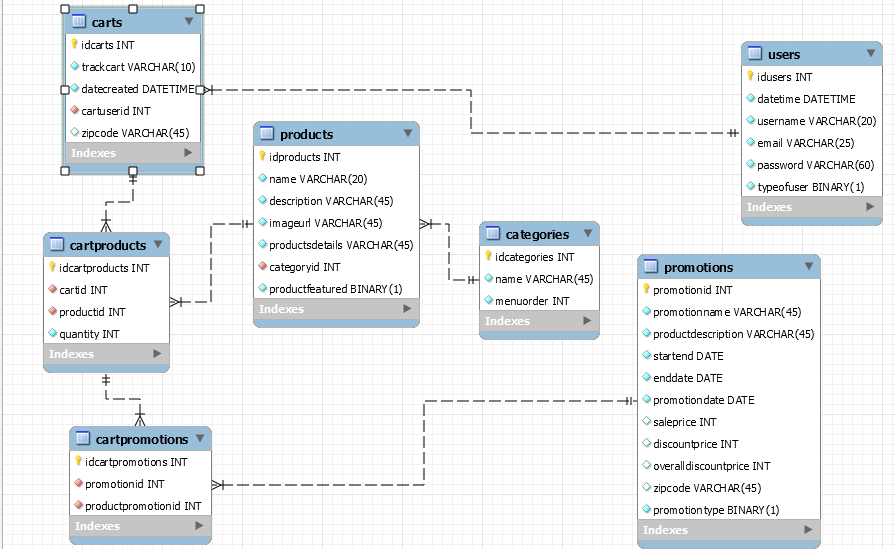 carts
idcarts INT
trackcart VARCHAR(10)
datecreated DATETIME
cartuserid INT
zipcode VARCHAR(45)
Indexes
users
idusers INT
datetime DATETIME
username VARCHAR(20)
email VARCHAR(25)
password VARCHAR(60)
typeofuser BINARY(1)
Indexes
products
idproducts INT
name VARCHAR(20)
description VARCHAR(45)
imageurl VARCHAR(45)
productsdetails VARCHAR(45)
categoryid INT
productfeatured BINARY(1)
Indexes
categories
idcategories INT
name VARCHAR(45)
menuorder INT
Indexes
cartproducts
idcartproducts INT
cartid INT
productid INT
quantity INT
Indexes
promotions
promotionid INT
promotionname VARCHAR(45)
productdescription VARCHAR(45)
startend DATE
enddate DATE
promotiondate DATE
saleprice INT
discountprice INT
overalldiscountprice INT
zipcode VARCHAR(45)
promotiontype BINARY(1)
Indexes
cartpromotions
idcartpromotions INT
promotionid INT
productpromotionid INT
Indexes